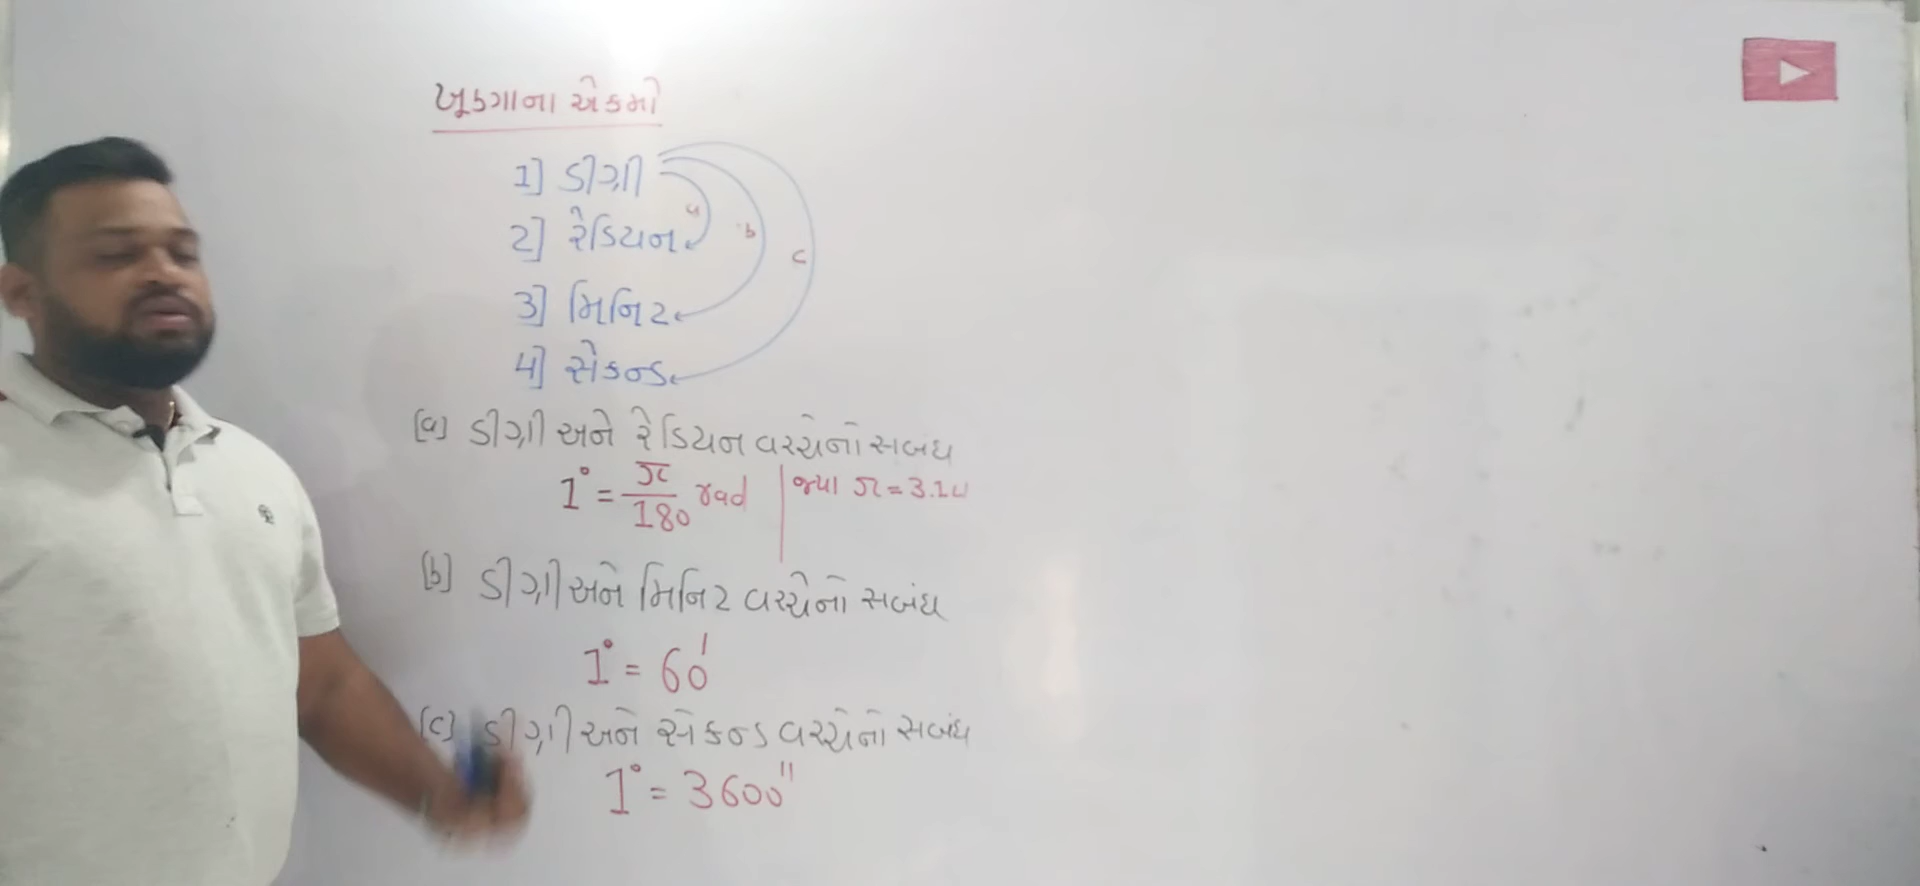 ખૂણાના એકમો
1] ડીગ્રી
2] રેડિયન
3] મિનિટ
4] સેકન્ડ
a
b
c
(a) ડીગ્રી અને રેડિયન વચ્ચેનો સબંધ
1° = π/180 rad | જ્યા π = 3.14
(b) ડીગ્રી અને મિનિટ વચ્ચેનો સબંધ
1° = 60'
(c) ડીગ્રી અને સેકન્ડ વચ્ચેનો સબંધ
1° = 3600"